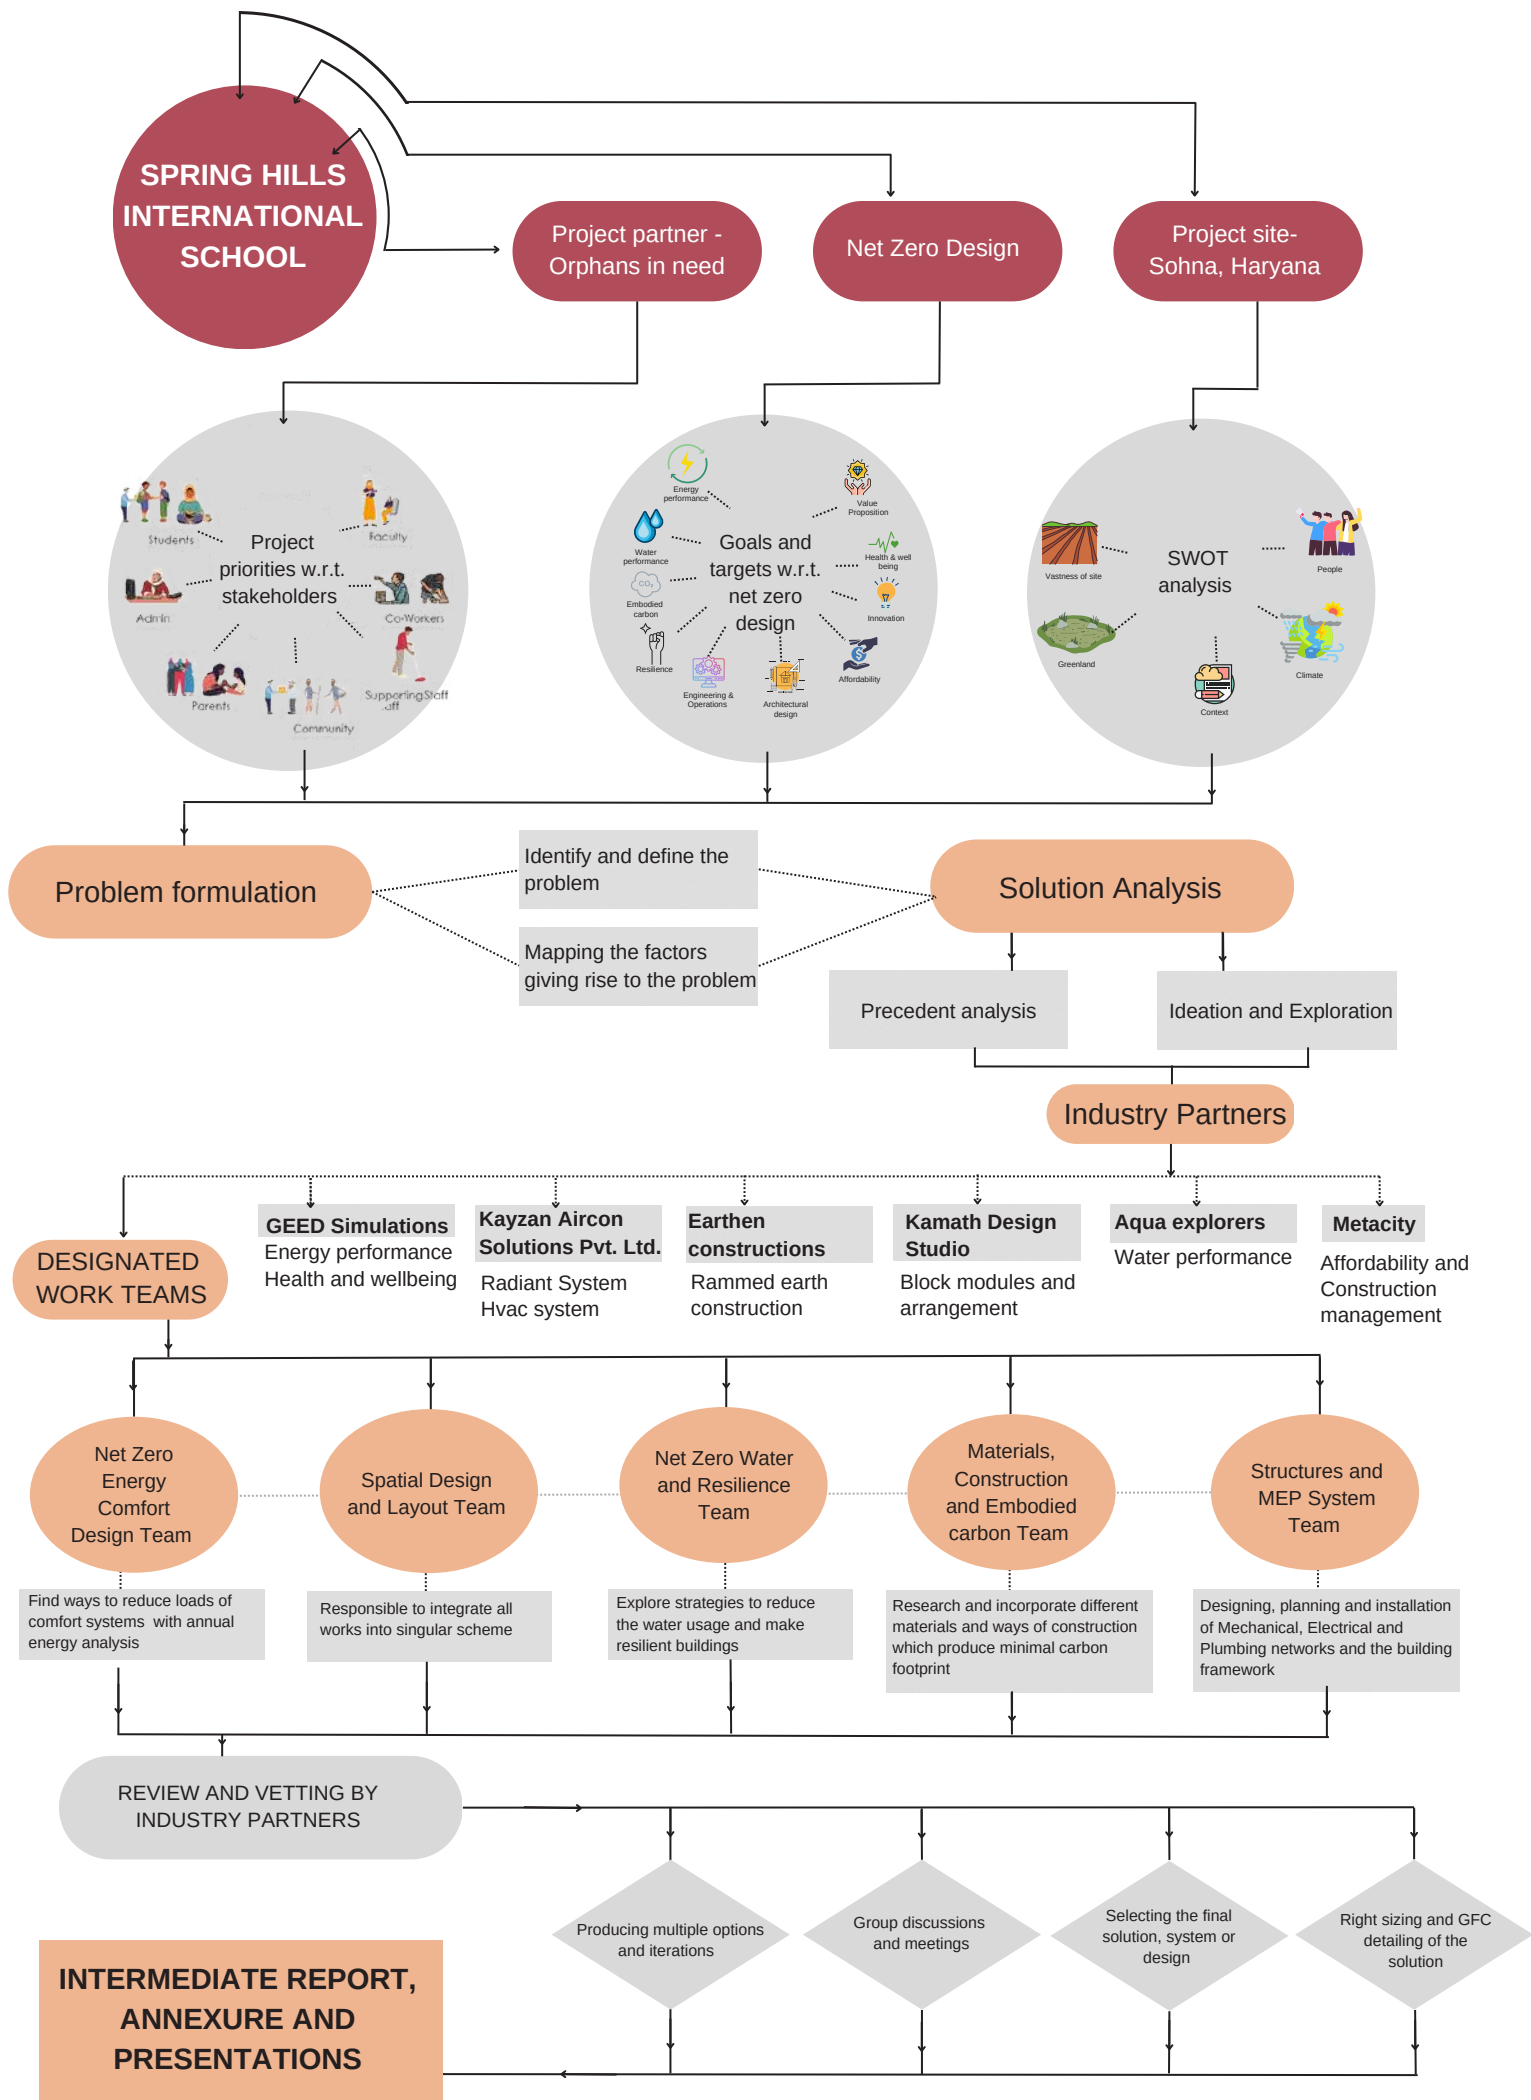 SPRING HILLS
INTERNATIONAL
SCHOOL
Project partner -
Orphans in need
Net Zero Design
Project site-
Sohna, Haryana
Students
Faculty
Project
priorities w.r.t.
stakeholders
Admin
Co-Workers
Parents
Supporting Staff
aff
Community
Energy
performance
Value
Proposition
Water
performance
Goals and
targets w.r.t.
net zero
design
Health & well
being
CO₂
Embodied
carbon
Innovation
Resilience
Affordability
Engineering &
Operations
Architectural
design
Vastness of site
SWOT
analysis
People
Greenland
Climate
Context
Problem formulation
Identify and define the
problem
Mapping the factors
giving rise to the problem
Solution Analysis
Precedent analysis
Ideation and Exploration
Industry Partners
DESIGNATED
WORK TEAMS
GEED Simulations
Energy performance
Health and wellbeing
Kayzan Aircon
Solutions Pvt. Ltd.
Radiant System
Hvac system
Earthen
constructions
Rammed earth
construction
Kamath Design
Studio
Block modules and
arrangement
Aqua explorers
Water performance
Metacity
Affordability and
Construction
management
Net Zero
Energy
Comfort
Design Team
Spatial Design
and Layout Team
Net Zero Water
and Resilience
Team
Materials,
Construction
and Embodied
carbon Team
Structures and
MEP System
Team
Find ways to reduce loads of
comfort systems  with annual
energy analysis
Responsible to integrate all
works into singular scheme
Explore strategies to reduce
the water usage and make
resilient buildings
Research and incorporate different
materials and ways of construction
which produce minimal carbon
footprint
Designing, planning and installation
of Mechanical, Electrical and
Plumbing networks and the building
framework
REVIEW AND VETTING BY
INDUSTRY PARTNERS
Producing multiple options
and iterations
Group discussions
and meetings
Selecting the final
solution, system or
design
Right sizing and GFC
detailing of the
solution
INTERMEDIATE REPORT,
ANNEXURE AND
PRESENTATIONS